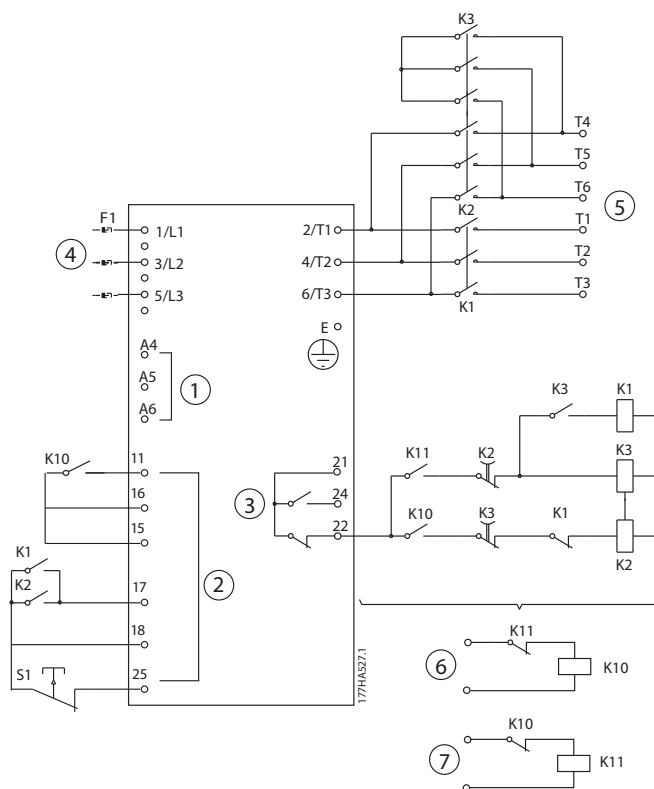 K3
T4
T5
T6
K2
5
T1
T2
T3
K1
F1
1/L1
2/T1
4
3/L2
4/T2
5/L3
6/T3
E
A4
A5
1
A6
K3
K1
K10
11
21
K11
K2
K3
16
3
24
15
22
K10
K3
K1
K2
K1
K2
17
2
18
S1
25
177HA527.1
6
K11
K10
7
K10
K11